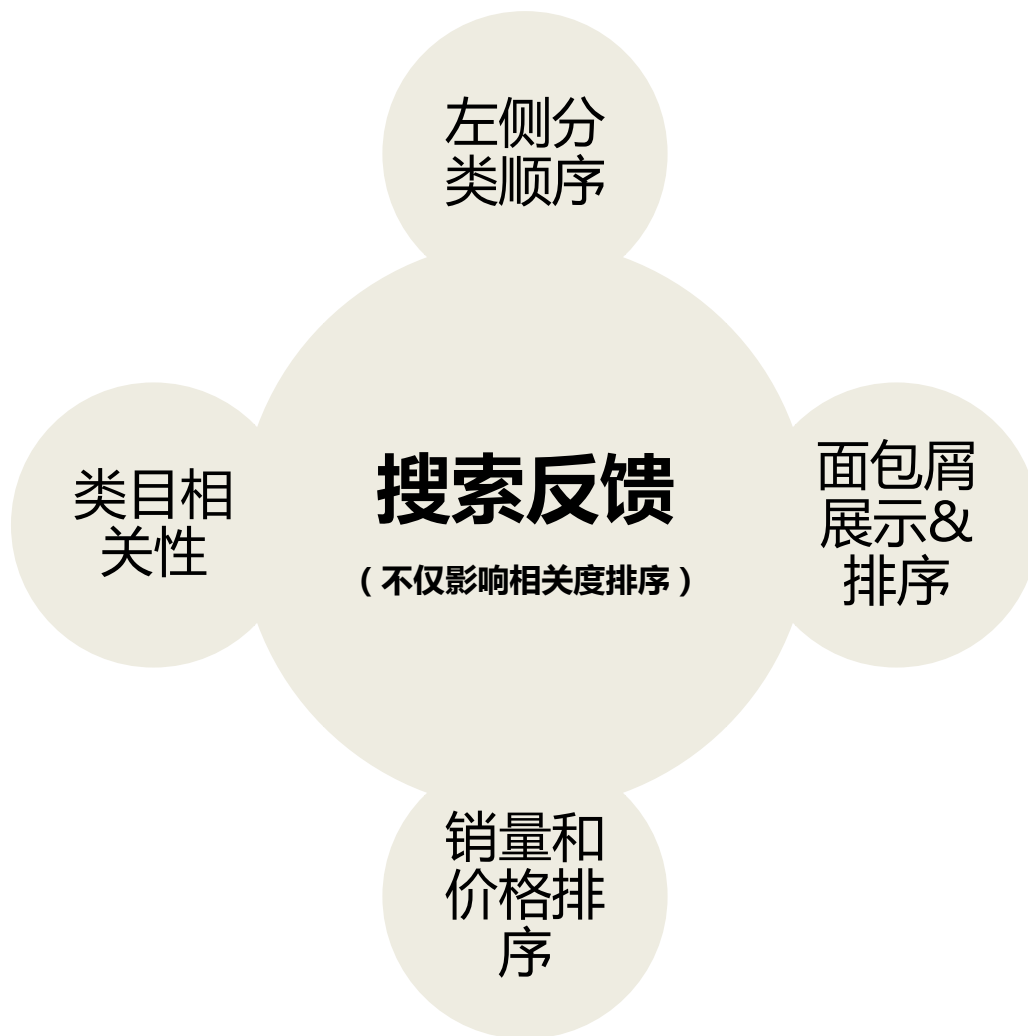 左侧分
类顺序
类目相
关性
搜索反馈
（不仅影响相关度排序）
面包屑
展示&
排序
销量和
价格排
序